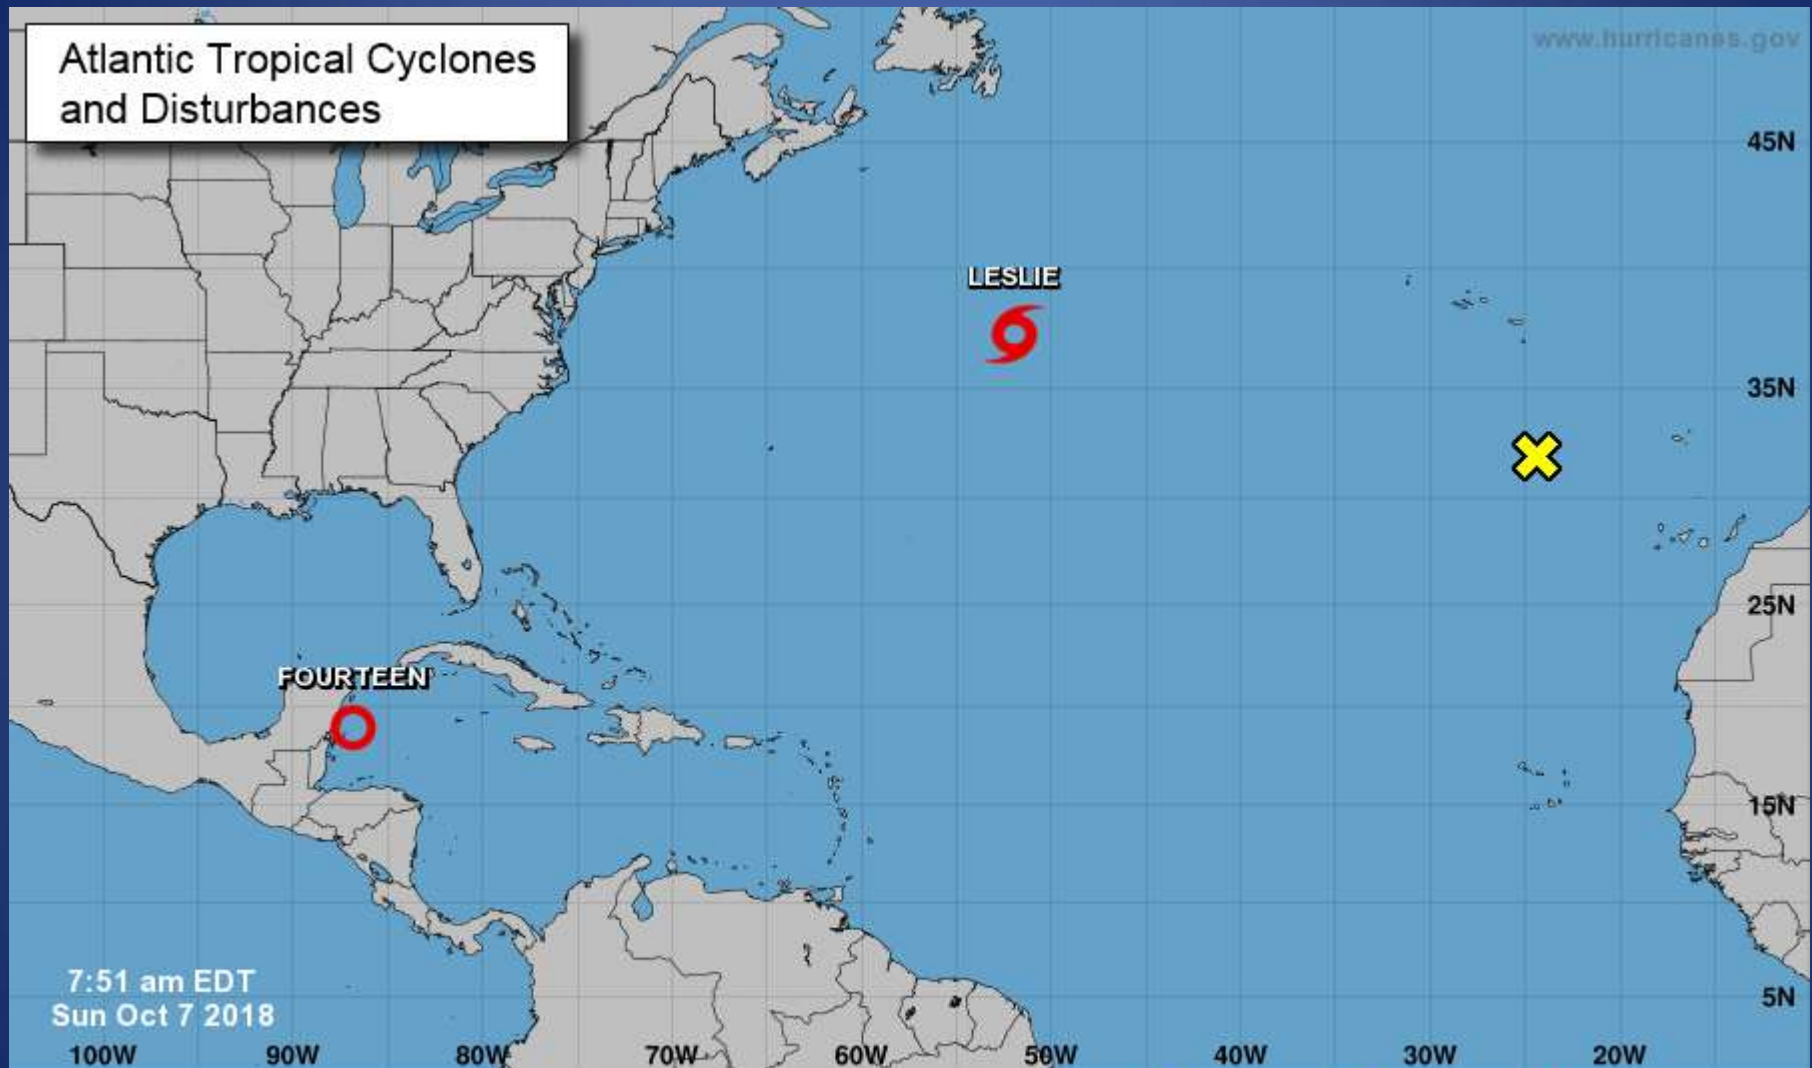 Atlantic Tropical Cyclones
and Disturbances
www.hurricanes.gov
45N
LESLIE
35N
25N
FOURTEEN
15N
7:51 am EDT
Sun Oct 7 2018
5N
100W 90W 80W 70W 60W 50W 40W 30W 20W